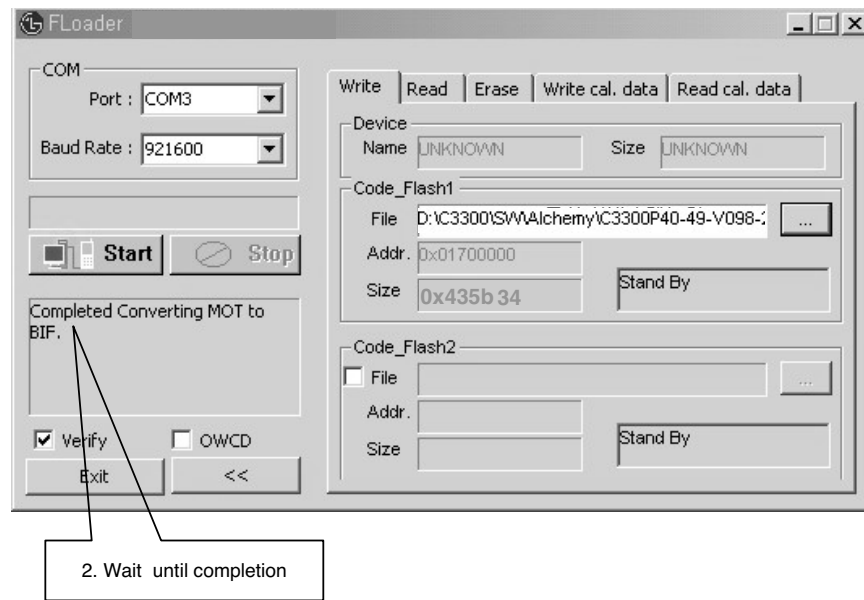 FLoader
COM
Port : COM3
Baud Rate : 921600
Start Stop
Completed Converting MOT to
BIF.
Verify OWCD
Exit <<
Write Read Erase Write cal. data Read cal. data
Device
Name UNKNOWN Size UNKNOWN
Code_Flash1
File D:\C3300\SW\Alchemy\C3300P40-49-V098- ...
Addr. 0x01700000
Size 0x435b34 Stand By
Code_Flash2
File ...
Addr.
Size Stand By
2. Wait until completion